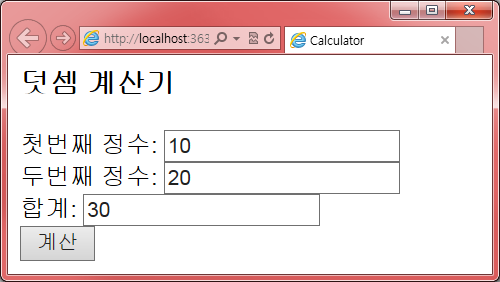 http://localhost:363
Calculator
덧셈 계산기
첫번째 정수: 10
두번째 정수: 20
합계: 30
계산